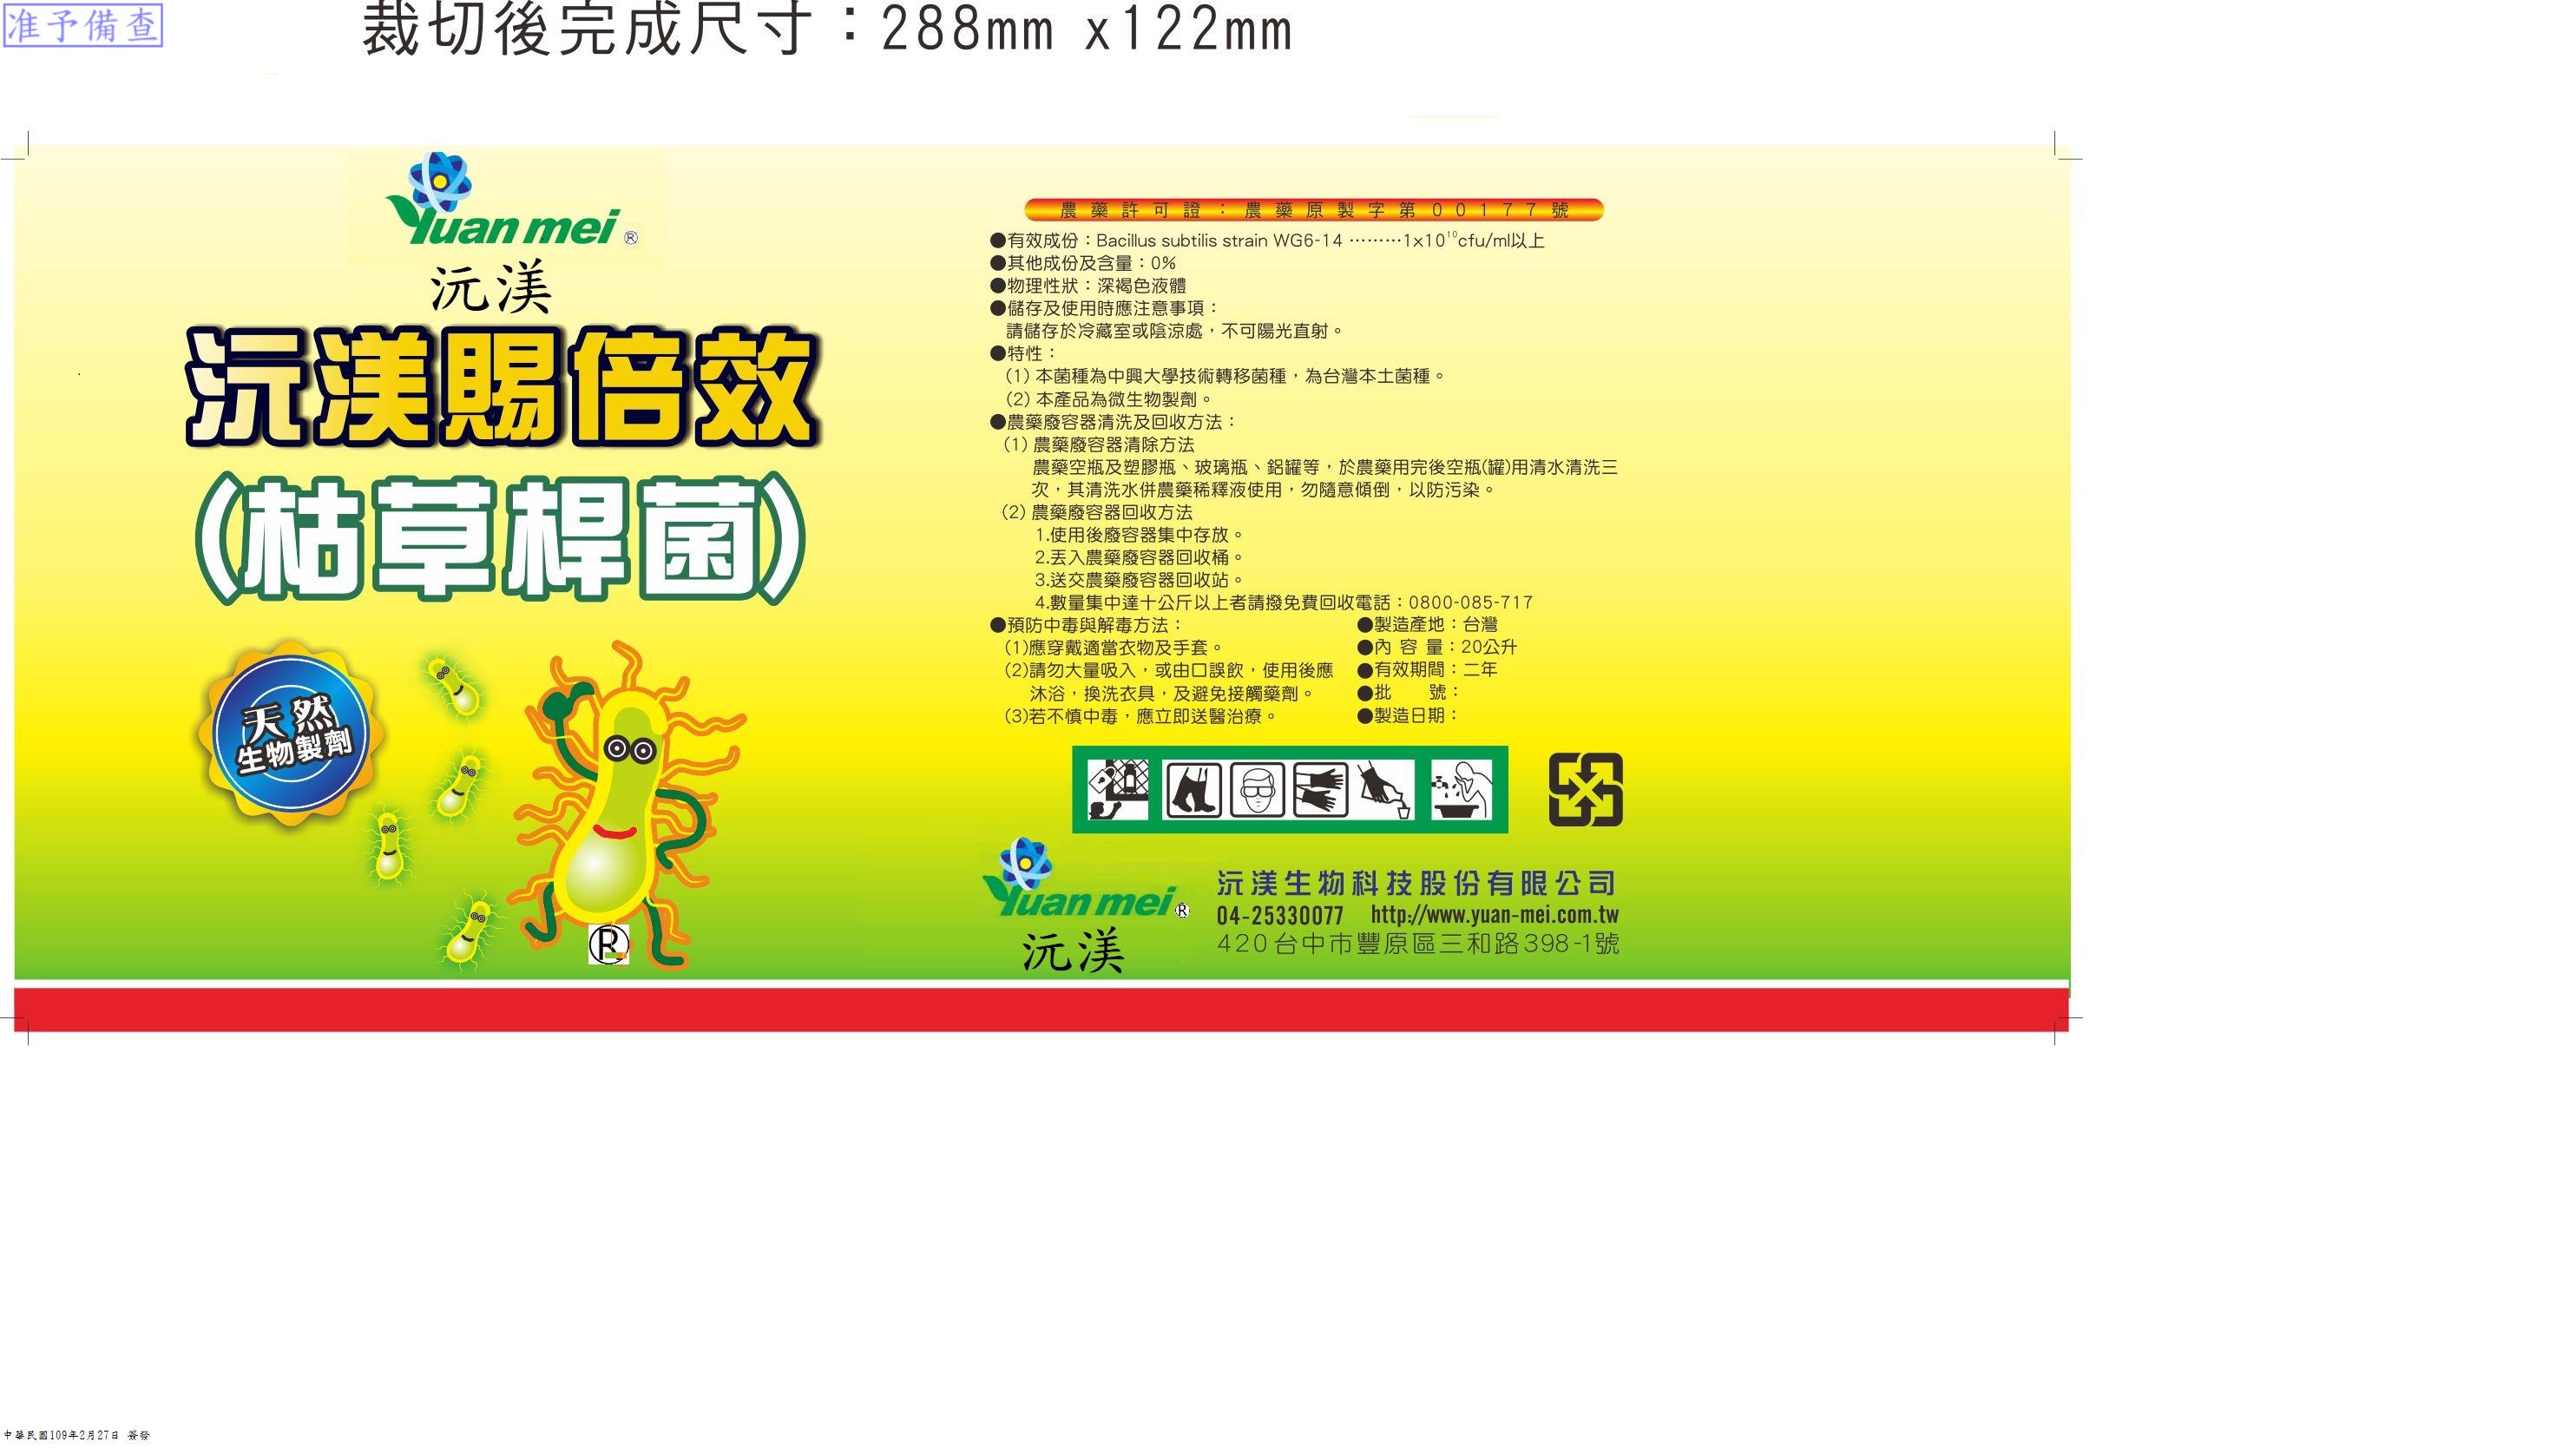 准予備查
裁切後完成尺寸：288mm x122mm
Yuan mei ®
沅渼
沅渼賜倍效
(枯草桿菌)
天然
生物製劑
R
農藥許可證：農藥原製字第00177號
●有效成份：Bacillus subtilis strain WG6-14 ………1x10¹⁰cfu/ml以上
●其他成份及含量：0%
●物理性狀：深褐色液體
●儲存及使用時應注意事項：
請儲存於冷藏室或陰涼處，不可陽光直射。
●特性：
(1) 本菌種為中興大學技術轉移菌種，為台灣本土菌種。
(2) 本產品為微生物製劑。
●農藥廢容器清洗及回收方法：
(1) 農藥廢容器清除方法
農藥空瓶及塑膠瓶、玻璃瓶、鋁罐等，於農藥用完後空瓶(罐)用清水清洗三
次，其清洗水併農藥稀釋液使用，勿隨意傾倒，以防污染。
(2) 農藥廢容器回收方法
1.使用後廢容器集中存放。
2.丟入農藥廢容器回收桶。
3.送交農藥廢容器回收站。
4.數量集中達十公斤以上者請撥免費回收電話：0800-085-717
●預防中毒與解毒方法：
(1)應穿戴適當衣物及手套。
(2)請勿大量吸入，或由口誤飲，使用後應
沐浴，換洗衣具，及避免接觸藥劑。
(3)若不慎中毒，應立即送醫治療。
●製造產地：台灣
●內 容 量：20公升
●有效期間：二年
●批　　號：
●製造日期：
Yuan mei ®
沅渼
沅渼生物科技股份有限公司
04-25330077 http://www.yuan-mei.com.tw
420台中市豐原區三和路398-1號
中華民國109年2月27日 簽發